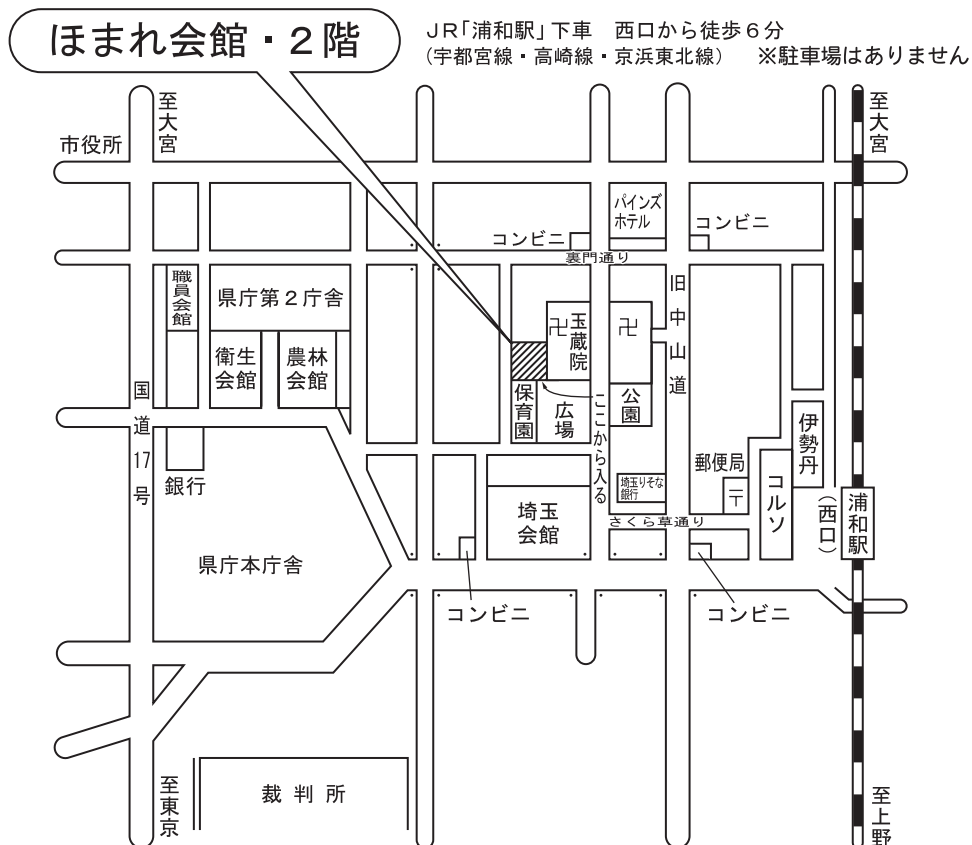 ほまれ会館・2階
JR「浦和駅」下車　西口から徒歩6分
(宇都宮線・高崎線・京浜東北線)　※駐車場はありません
至大宮
至大宮
市役所
パインズ
ホテル
コンビニ
コンビニ
裏門通り
職員会館
県庁第2庁舎
旧中山道
卍玉蔵院
卍
衛生
会館
農林
会館
国道17号
保育園
広場
ここから入る
公園
伊勢丹
郵便局
〒
コルソ
銀行
埼玉りそな
銀行
さくら草通り
埼玉
会館
(西口)
浦和駅
県庁本庁舎
コンビニ
コンビニ
至東京
裁判所
至上野